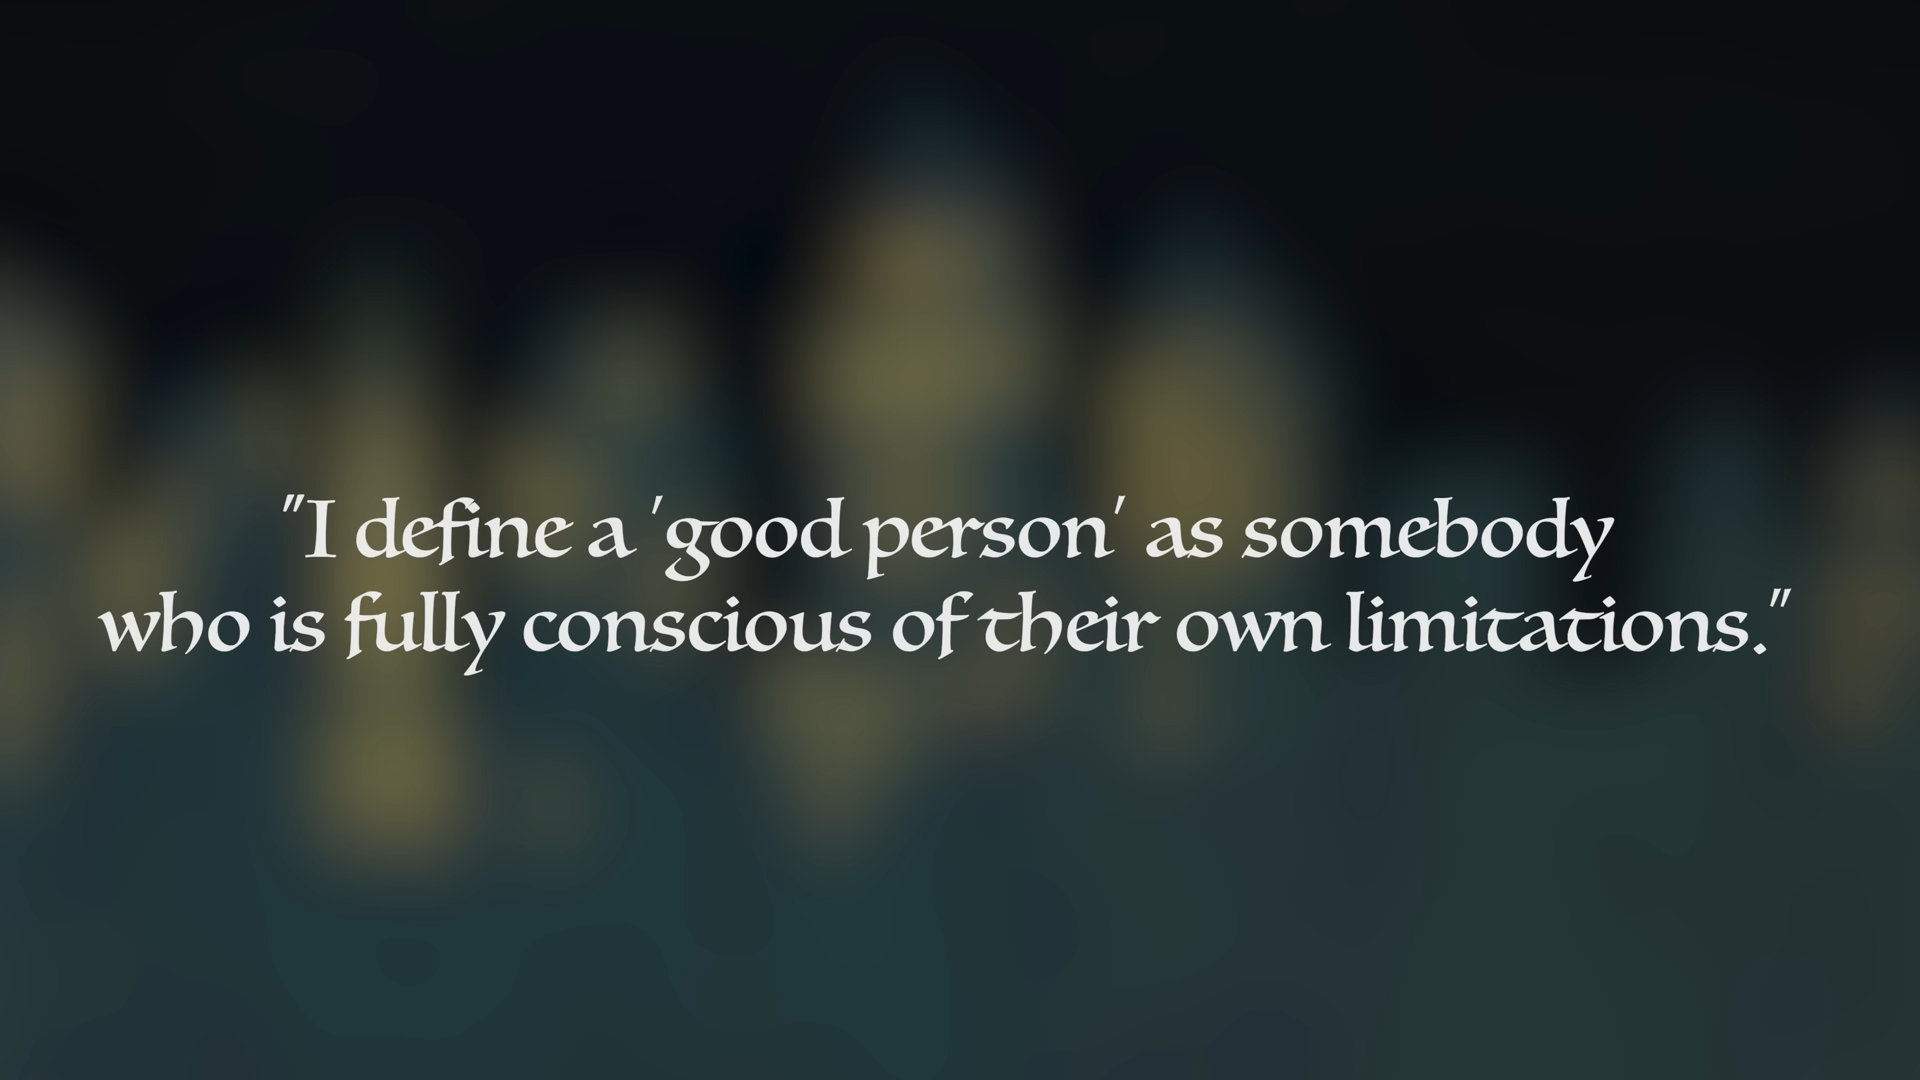 "I define a 'good person' as somebody
who is fully conscious of their own limitations."